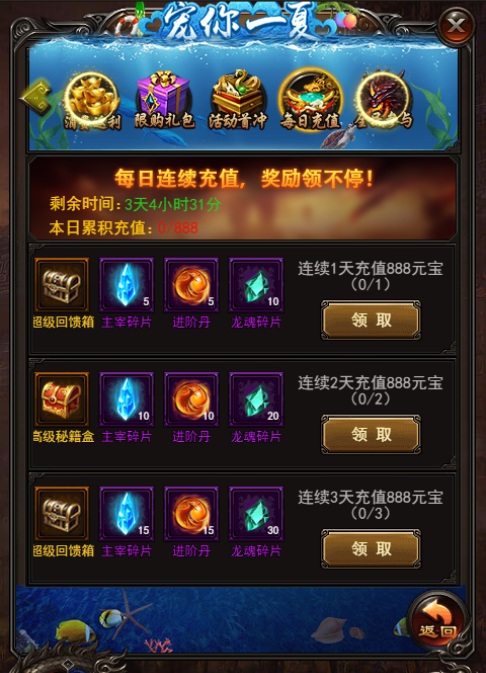 宠你一夏
消费返利
限购礼包
活动首冲
每日充值
与
每日连续充值，奖励领不停！
剩余时间：3天4小时31分
本日累积充值：0/888
连续1天充值888元宝
（0/1）
5
5
10
超级回馈箱
主宰碎片
进阶丹
龙魂碎片
领取
连续2天充值888元宝
（0/2）
10
10
20
高级秘籍盒
主宰碎片
进阶丹
龙魂碎片
领取
连续3天充值888元宝
（0/3）
15
15
30
超级回馈箱
主宰碎片
进阶丹
龙魂碎片
领取
返回